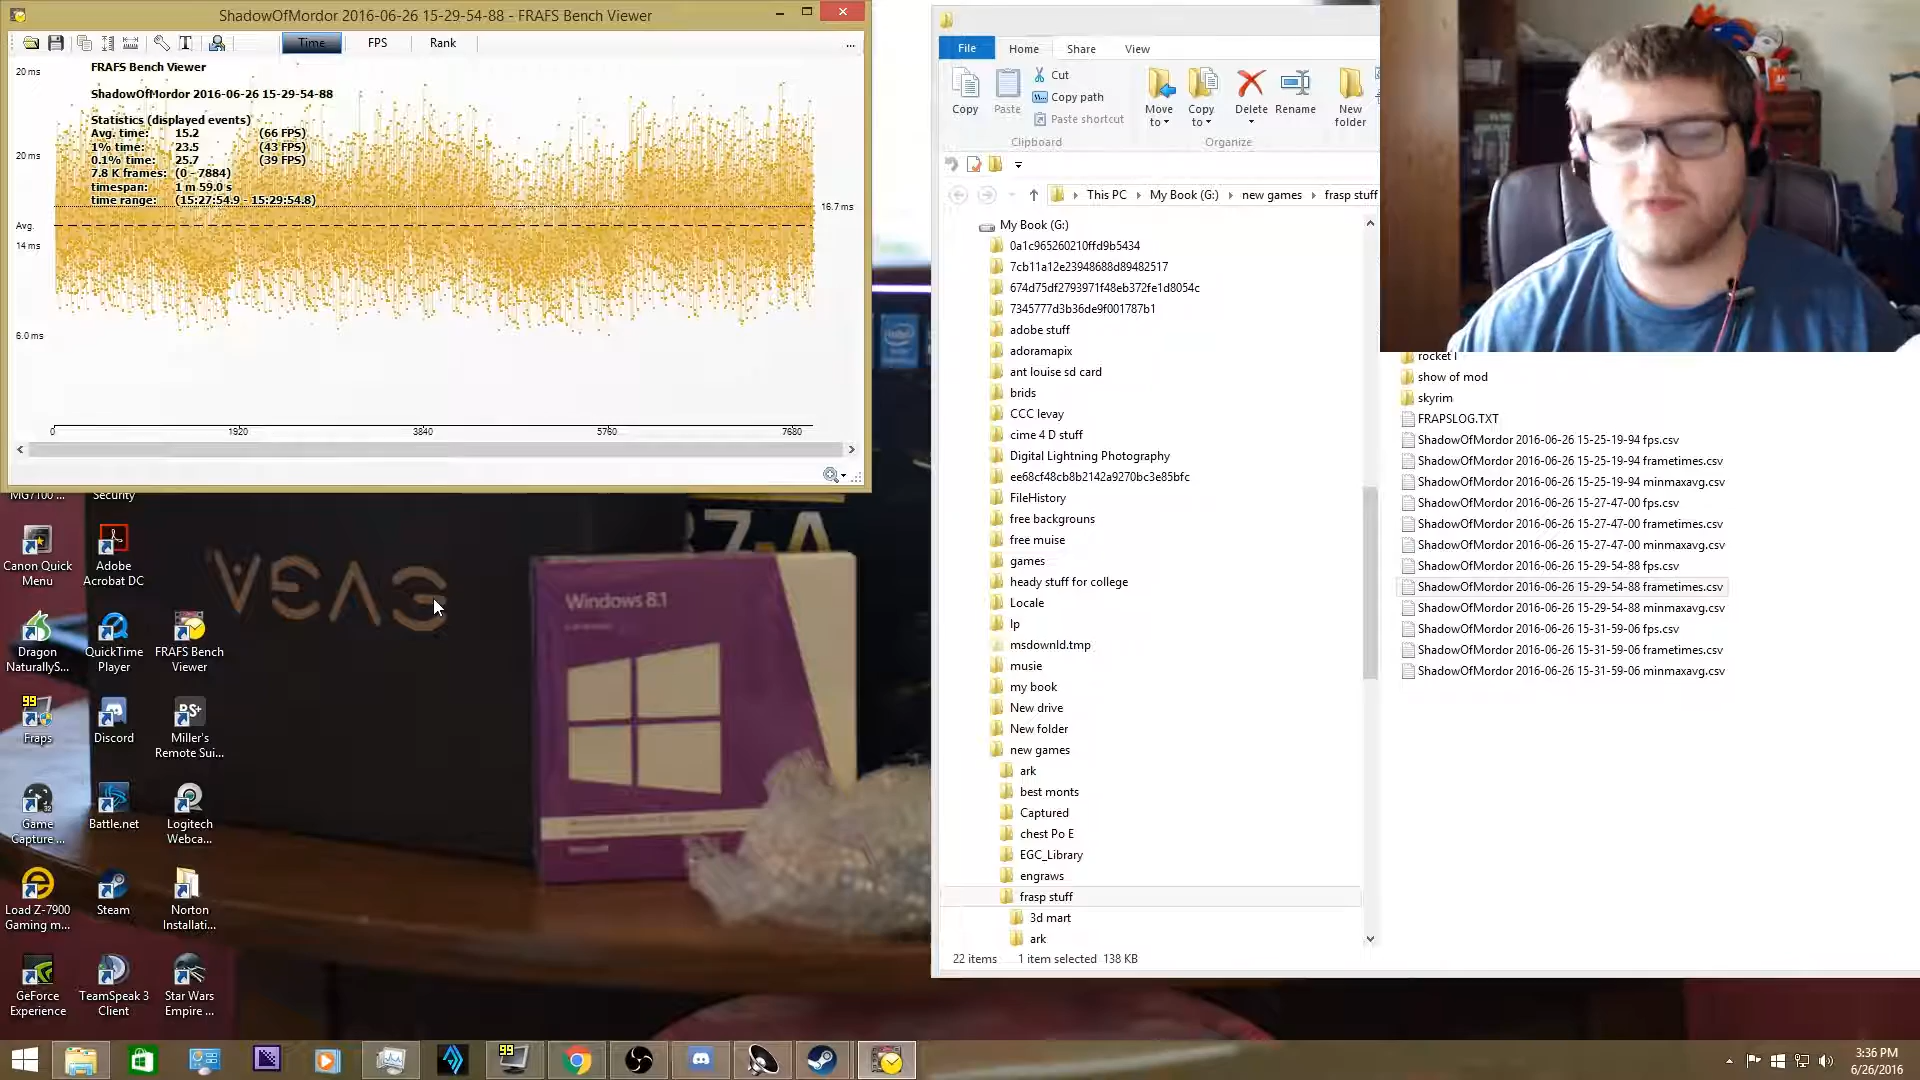 ShadowOfMordor 2016-06-26 15-29-54-88 - FRAFS Bench Viewer
Time
FPS
Rank
...
20 ms
FRAFS Bench Viewer
ShadowOfMordor 2016-06-26 15-29-54-88
Statistics (displayed events)
Avg. time: 15.2 (66 FPS)
1% time: 23.5 (43 FPS)
20 ms
0.1% time: 25.7 (39 FPS)
7.8 K frames: (0 - 7884)
timespan: 1 m 59.0 s
time range: (15:27:54.9 - 15:29:54.8)
16.7 ms
Avg.
14 ms
6.0 ms
0 1920 3840 5760 7680
File
Home
Share
View
Copy
Paste
Cut
Copy path
Paste shortcut
Move to
Copy to
Delete
Rename
New folder
Clipboard
Organize
This PC
My Book (G:)
new games
frasp stuff
My Book (G:)
0a1c965260210ffd9b5434
7cb11a12e23948688d89482517
674d75df2793971f48eb372fe1d8054c
7345777d3b36de9f001787b1
adobe stuff
adoramapix
ant louise sd card
brids
CCC levay
cime 4 D stuff
Digital Lightning Photography
ee68cf48cb8b2142a9270bc3e85bfc
FileHistory
free backgrouns
free muise
games
heady stuff for college
Locale
lp
msdownld.tmp
musie
my book
New drive
New folder
new games
ark
best monts
Captured
chest Po E
EGC_Library
engraws
frasp stuff
3d mart
ark
22 items
1 item selected 138 KB
rocket l
show of mod
skyrim
FRAPSLOG.TXT
ShadowOfMordor 2016-06-26 15-25-19-94 fps.csv
ShadowOfMordor 2016-06-26 15-25-19-94 frametimes.csv
ShadowOfMordor 2016-06-26 15-25-19-94 minmaxavg.csv
ShadowOfMordor 2016-06-26 15-27-47-00 fps.csv
ShadowOfMordor 2016-06-26 15-27-47-00 frametimes.csv
ShadowOfMordor 2016-06-26 15-27-47-00 minmaxavg.csv
ShadowOfMordor 2016-06-26 15-29-54-88 fps.csv
ShadowOfMordor 2016-06-26 15-29-54-88 frametimes.csv
ShadowOfMordor 2016-06-26 15-29-54-88 minmaxavg.csv
ShadowOfMordor 2016-06-26 15-31-59-06 fps.csv
ShadowOfMordor 2016-06-26 15-31-59-06 frametimes.csv
ShadowOfMordor 2016-06-26 15-31-59-06 minmaxavg.csv
MG7100 ...
Security
Canon Quick Menu
Adobe Acrobat DC
Dragon NaturallyS...
QuickTime Player
FRAFS Bench Viewer
99
Fraps
Discord
RS+
Miller's Remote Sui...
Game Capture ...
Battle.net
Logitech Webca...
Load Z-7900 Gaming m...
Steam
Norton Installati...
GeForce Experience
TeamSpeak 3 Client
Star Wars Empire ...
intel
EVGA
Windows 8.1
Microsoft
99
3:36 PM
6/26/2016